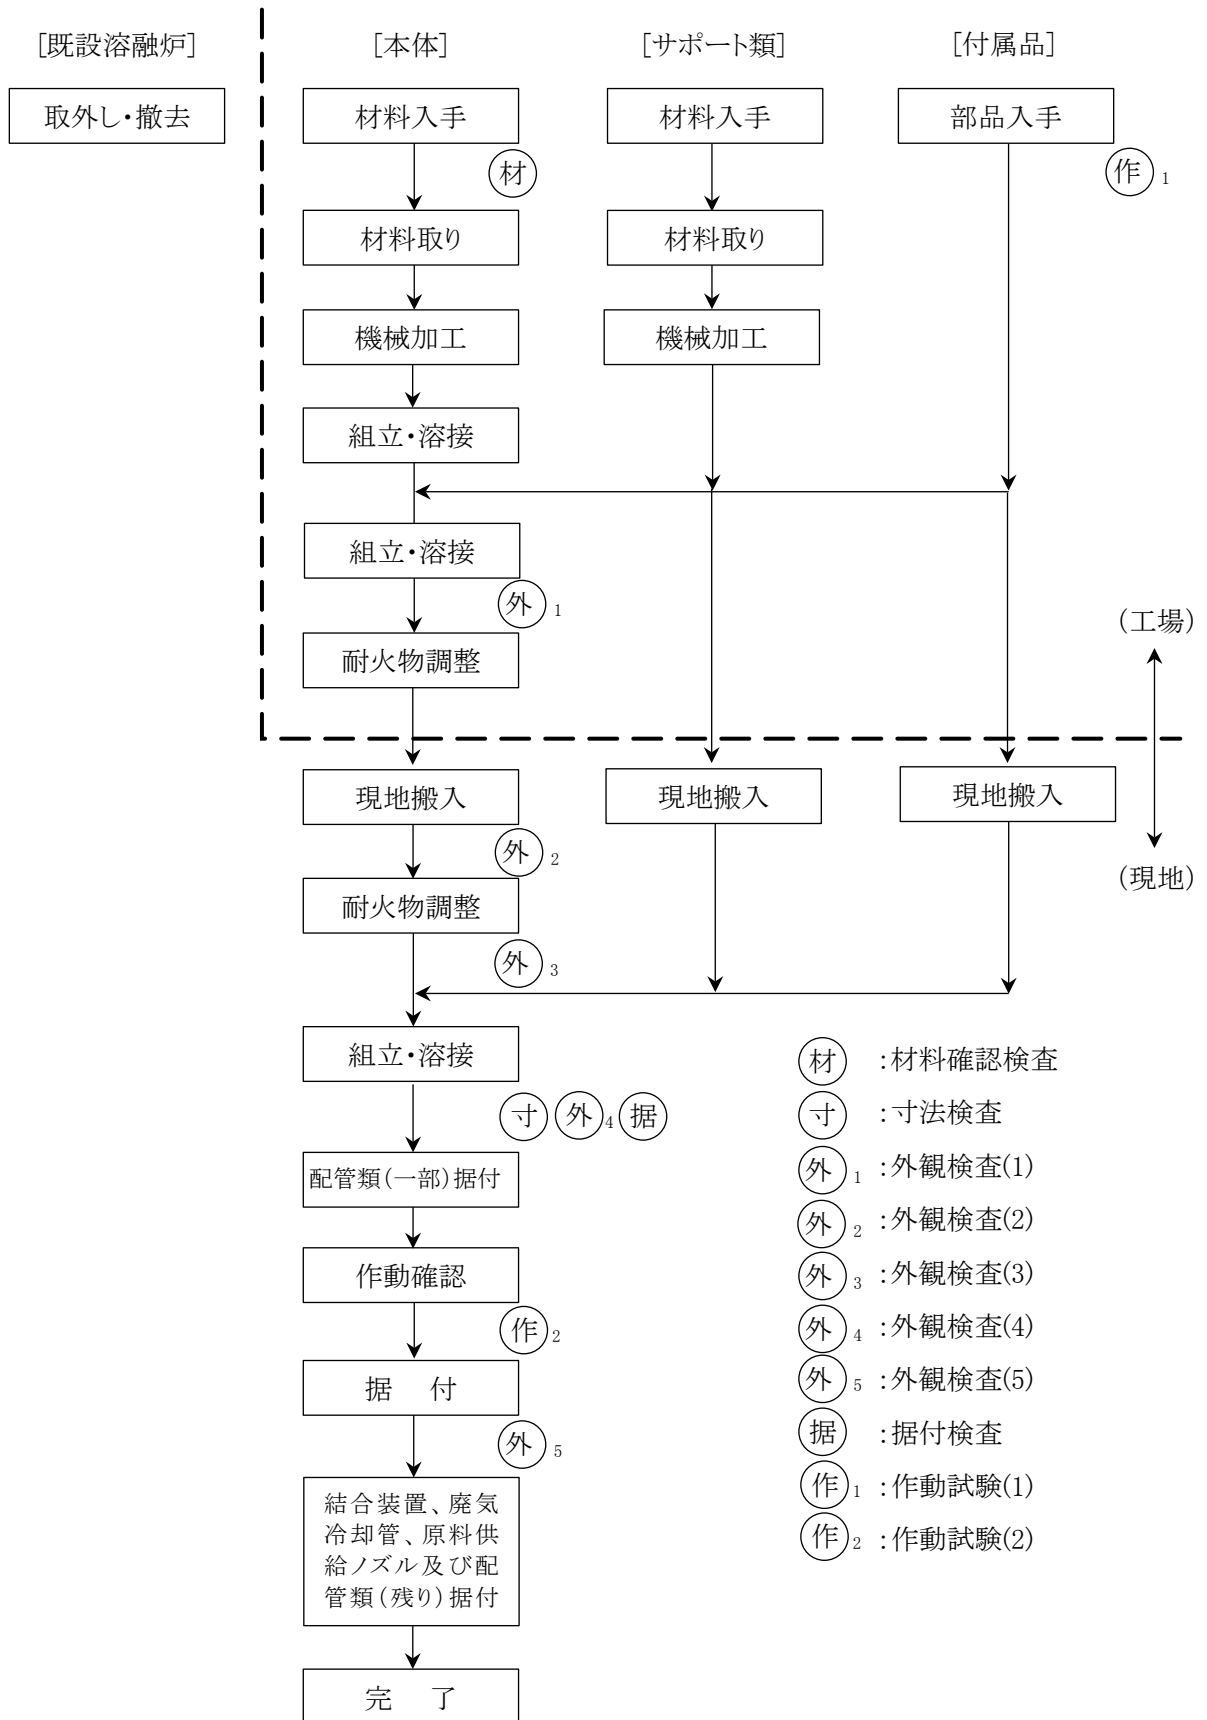 [既設溶融炉]
[本体]
[サポート類]
[付属品]
取外し・撤去
材料入手
材料入手
部品入手
材
作 1
材料取り
材料取り
機械加工
機械加工
組立・溶接
組立・溶接
外 1
(工場)
耐火物調整
現地搬入
現地搬入
現地搬入
外 2
(現地)
耐火物調整
外 3
組立・溶接
寸 外 4 据
配管類(一部)据付
作動確認
作 2
据 付
外 5
結合装置、廃気
冷却管、原料供
給ノズル及び配
管類(残り)据付
完 了
材 :材料確認検査
寸 :寸法検査
外 1 :外観検査(1)
外 2 :外観検査(2)
外 3 :外観検査(3)
外 4 :外観検査(4)
外 5 :外観検査(5)
据 :据付検査
作 1 :作動試験(1)
作 2 :作動試験(2)